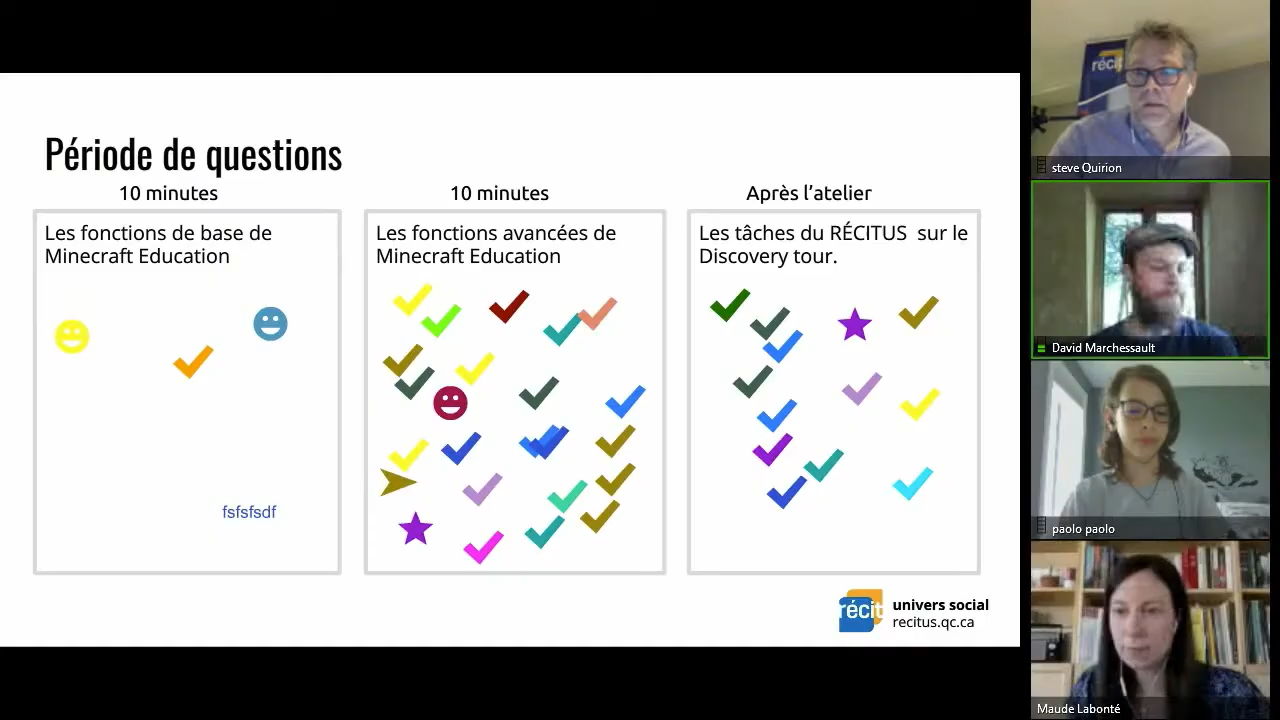 Période de questions
10 minutes
Les fonctions de base de
Minecraft Education
fsfsfsdf
10 minutes
Les fonctions avancées de
Minecraft Education
Après l’atelier
Les tâches du RÉCITUS sur le
Discovery tour.
récit
univers social
recitus.qc.ca
récit
steve Quirion
David Marchessault
paolo paolo
Maude Labonté